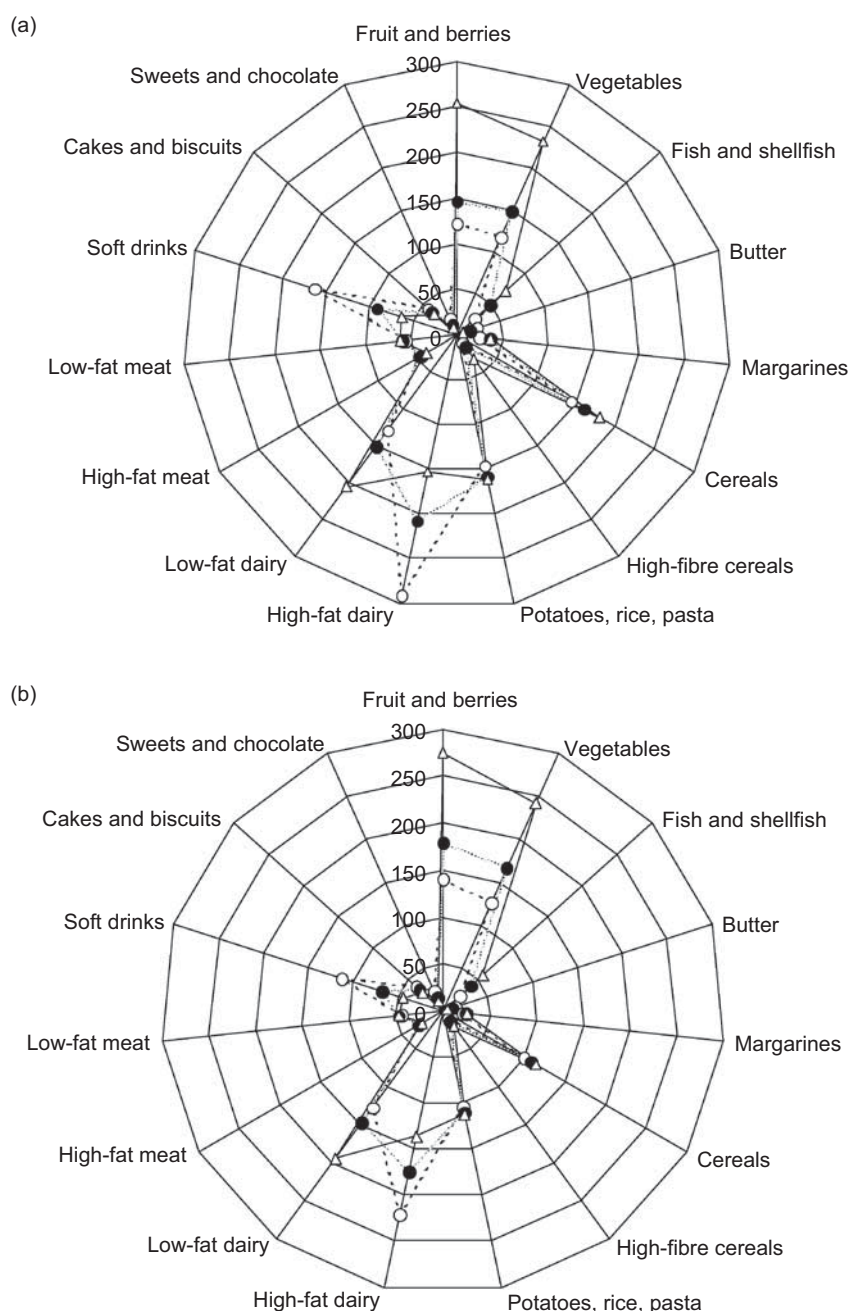 (a)
Fruit and berries
Sweets and chocolate
Vegetables
Cakes and biscuits
Fish and shellfish
Soft drinks
Butter
Low-fat meat
Margarines
High-fat meat
Cereals
Low-fat dairy
High-fibre cereals
High-fat dairy
Potatoes, rice, pasta
300
250
200
150
100
50
0
(b)
Fruit and berries
Sweets and chocolate
Vegetables
Cakes and biscuits
Fish and shellfish
Soft drinks
Butter
Low-fat meat
Margarines
High-fat meat
Cereals
Low-fat dairy
High-fibre cereals
High-fat dairy
Potatoes, rice, pasta
300
250
200
150
100
50
0